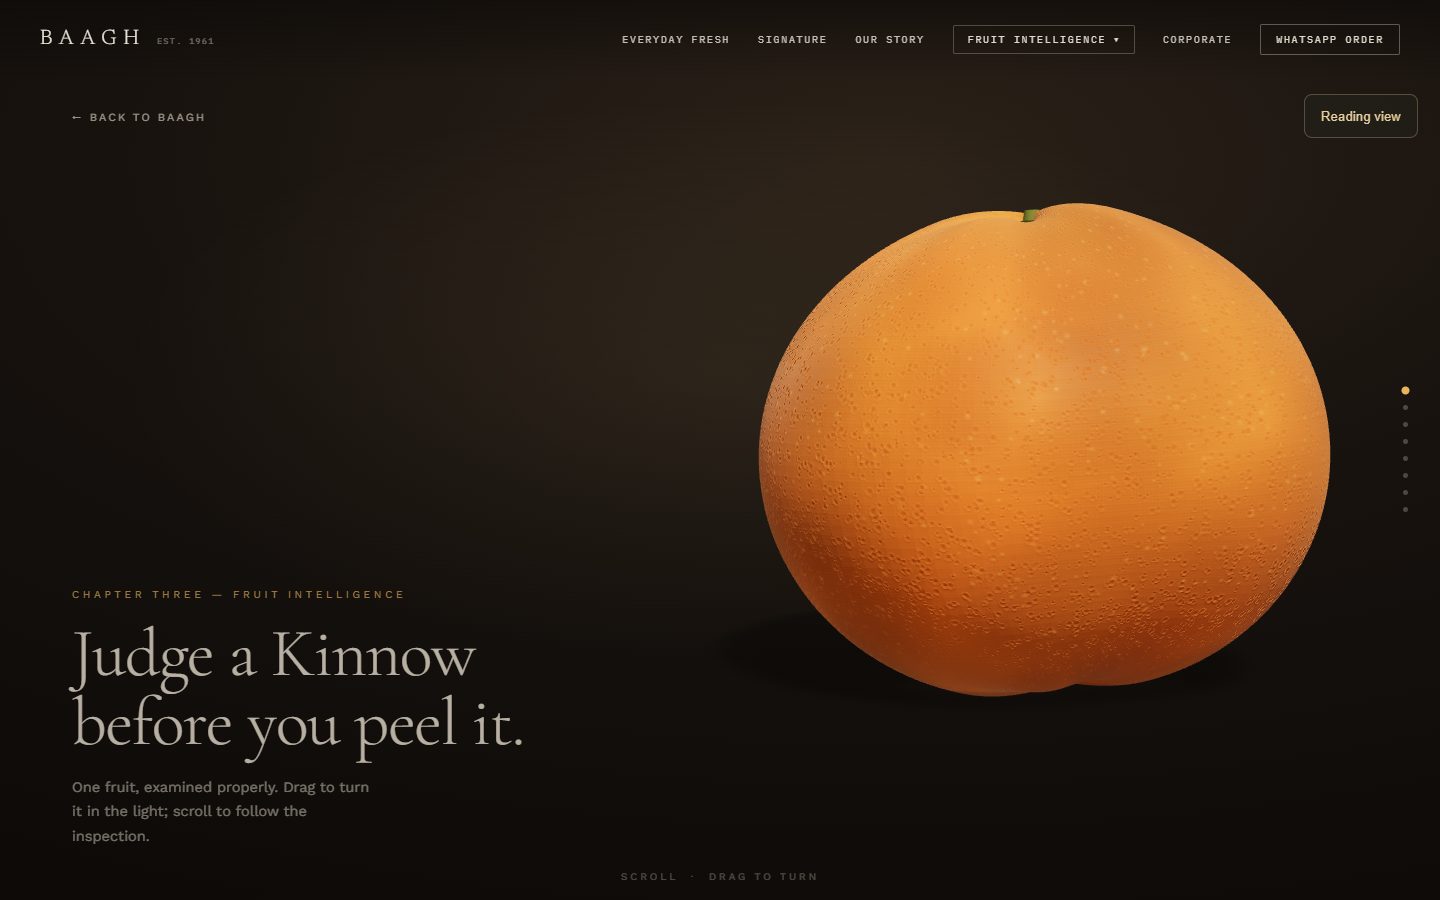 BAAGH EST. 1961
EVERYDAY FRESH SIGNATURE OUR STORY FRUIT INTELLIGENCE ▾ CORPORATE WHATSAPP ORDER
← BACK TO BAAGH
Reading view
CHAPTER THREE — FRUIT INTELLIGENCE
Judge a Kinnow
before you peel it.
One fruit, examined properly. Drag to turn
it in the light; scroll to follow the
inspection.
SCROLL · DRAG TO TURN